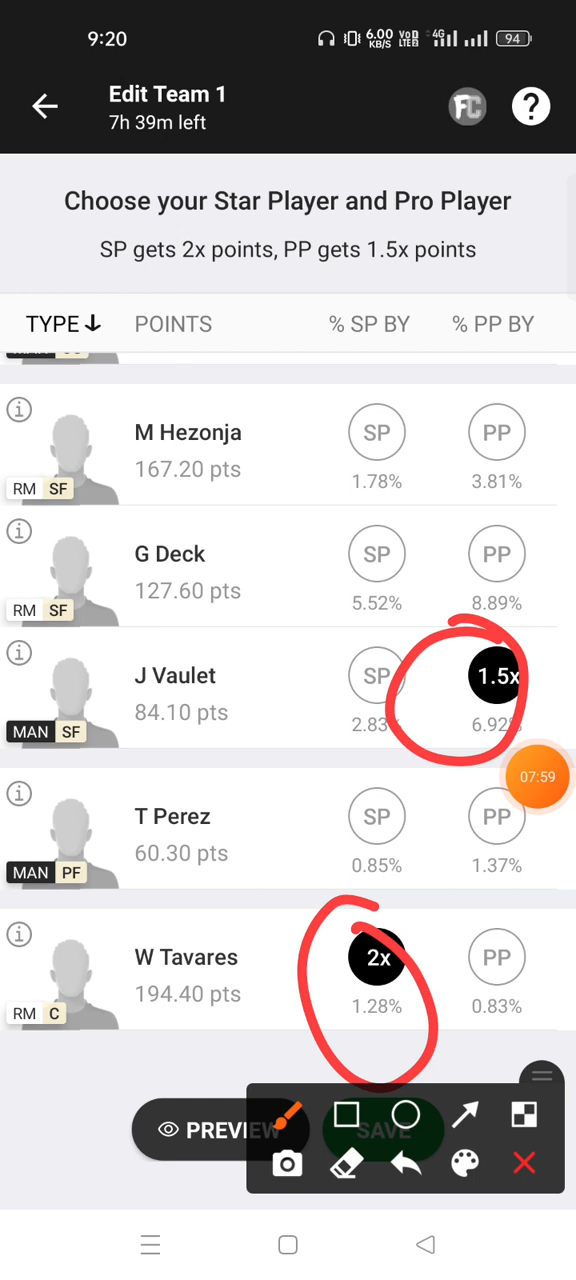 9:20
6.00 KB/S VoD LTE2 4G 94
Edit Team 1
7h 39m left
FC ?
Choose your Star Player and Pro Player
SP gets 2x points, PP gets 1.5x points
TYPE POINTS % SP BY % PP BY
M Hezonja SP PP
167.20 pts 1.78% 3.81%
RM SF
G Deck SP PP
127.60 pts 5.52% 8.89%
RM SF
J Vaulet SP 1.5x
84.10 pts 2.83% 6.92%
MAN SF
07:59
T Perez SP PP
60.30 pts 0.85% 1.37%
MAN PF
W Tavares 2x PP
194.40 pts 1.28% 0.83%
RM C
PREVIEW SAVE